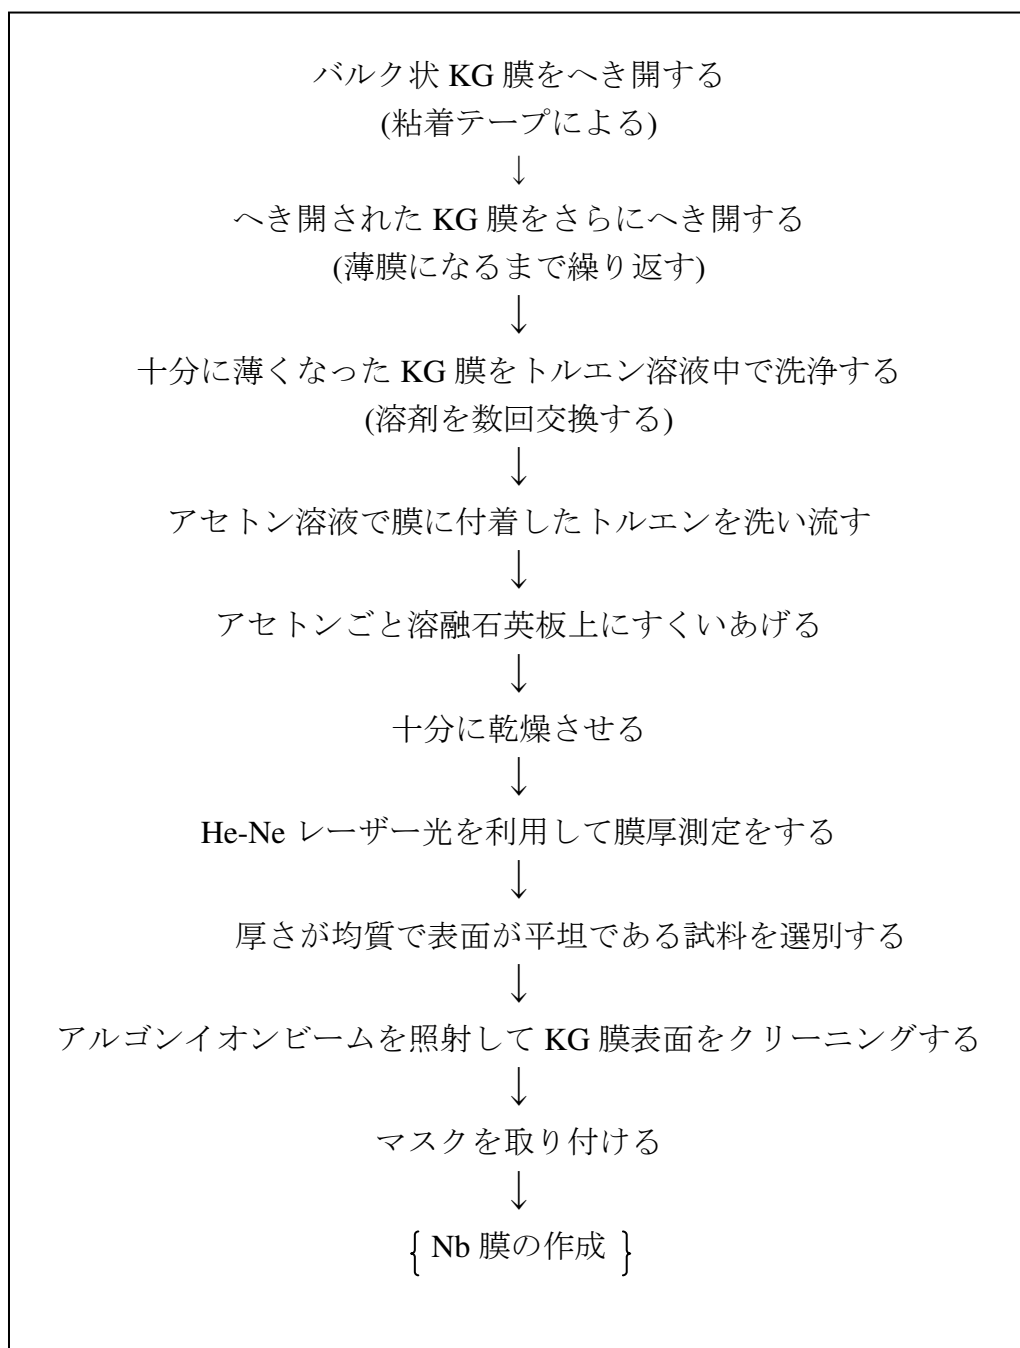 バルク状 KG 膜をへき開する
(粘着テープによる)
↓
へき開された KG 膜をさらにへき開する
(薄膜になるまで繰り返す)
↓
十分に薄くなった KG 膜をトルエン溶液中で洗浄する
(溶剤を数回交換する)
↓
アセトン溶液で膜に付着したトルエンを洗い流す
↓
アセトンごと溶融石英板上にすくいあげる
↓
十分に乾燥させる
↓
He-Ne レーザー光を利用して膜厚測定をする
↓
厚さが均質で表面が平坦である試料を選別する
↓
アルゴンイオンビームを照射して KG 膜表面をクリーニングする
↓
マスクを取り付ける
↓
{ Nb 膜の作成 }